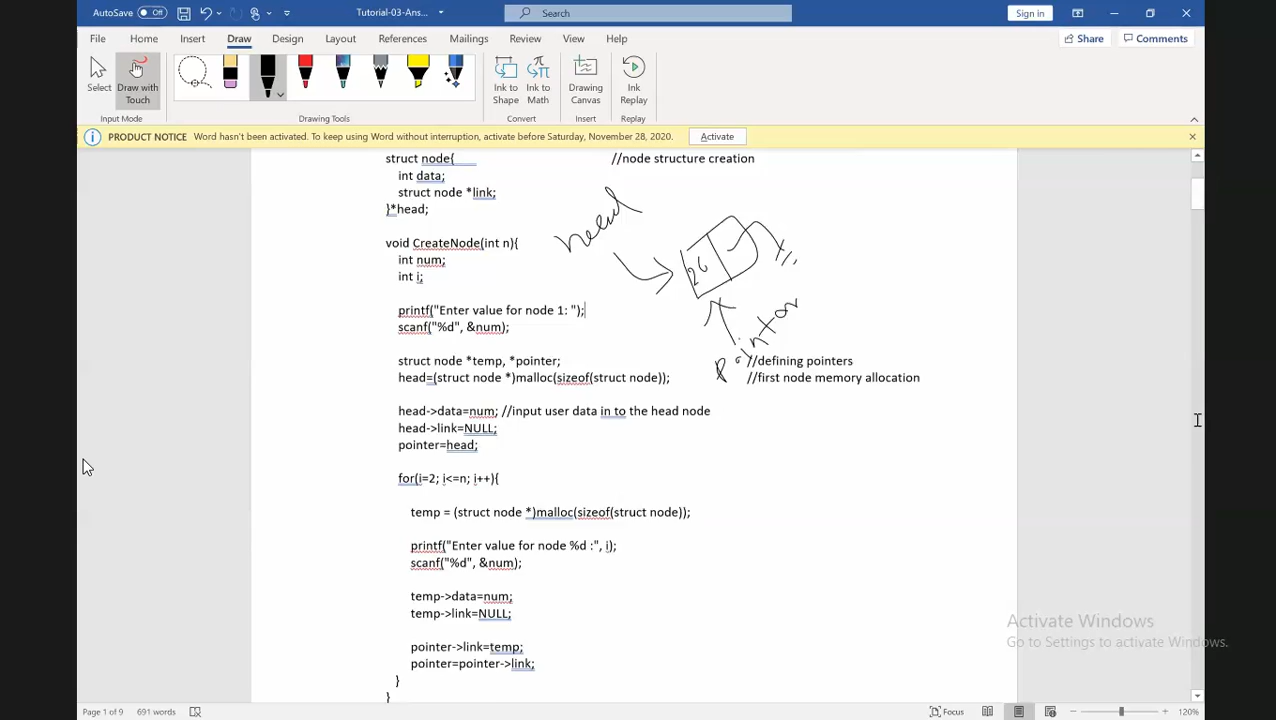 AutoSave Off Tutorial-03-Ans... Search Sign in
File Home Insert Draw Design Layout References Mailings Review View Help Share Comments
Select Draw with Touch Ink to Shape Ink to Math Drawing Canvas Ink Replay
Input Mode Drawing Tools Convert Insert Replay
PRODUCT NOTICE Word hasn't been activated. To keep using Word without interruption, activate before Saturday, November 28, 2020. Activate
struct node{ //node structure creation
int data;
struct node *link;
}*head;
head
void CreateNode(int n){
int num;
int i;
printf("Enter value for node 1: ");
scanf("%d", &num);
pointer
struct node *temp, *pointer; //defining pointers
head=(struct node *)malloc(sizeof(struct node)); //first node memory allocation
head->data=num; //input user data in to the head node
head->link=NULL;
pointer=head;
for(i=2; i<=n; i++){
temp = (struct node *)malloc(sizeof(struct node));
printf("Enter value for node %d :", i);
scanf("%d", &num);
temp->data=num;
temp->link=NULL;
pointer->link=temp;
pointer=pointer->link;
}
}
Activate Windows
Go to Settings to activate Windows.
Page 1 of 9 691 words Focus 120%